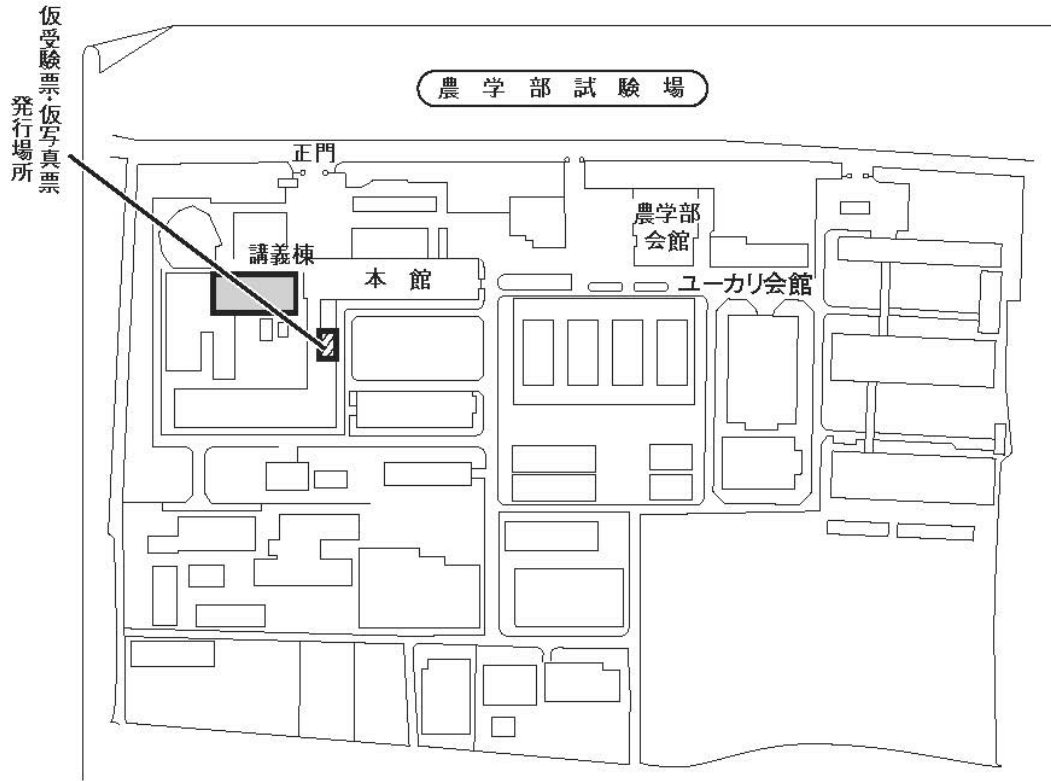 仮受験票・仮写真票
発行場所
農学部試験場
正門
講義棟
本館
農学部
会館
ユーカリ会館